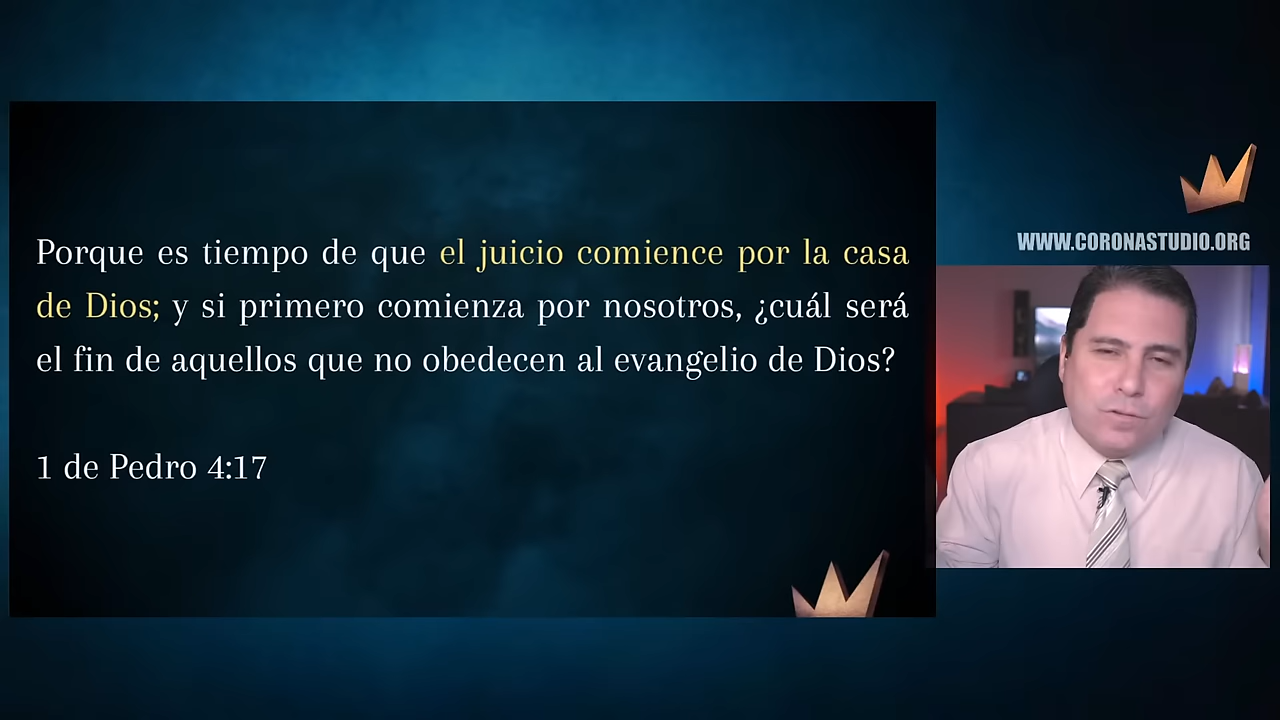 Porque es tiempo de que el juicio comience por la casa
de Dios; y si primero comienza por nosotros, ¿cuál será
el fin de aquellos que no obedecen al evangelio de Dios?
1 de Pedro 4:17
WWW.CORONASTUDIO.ORG